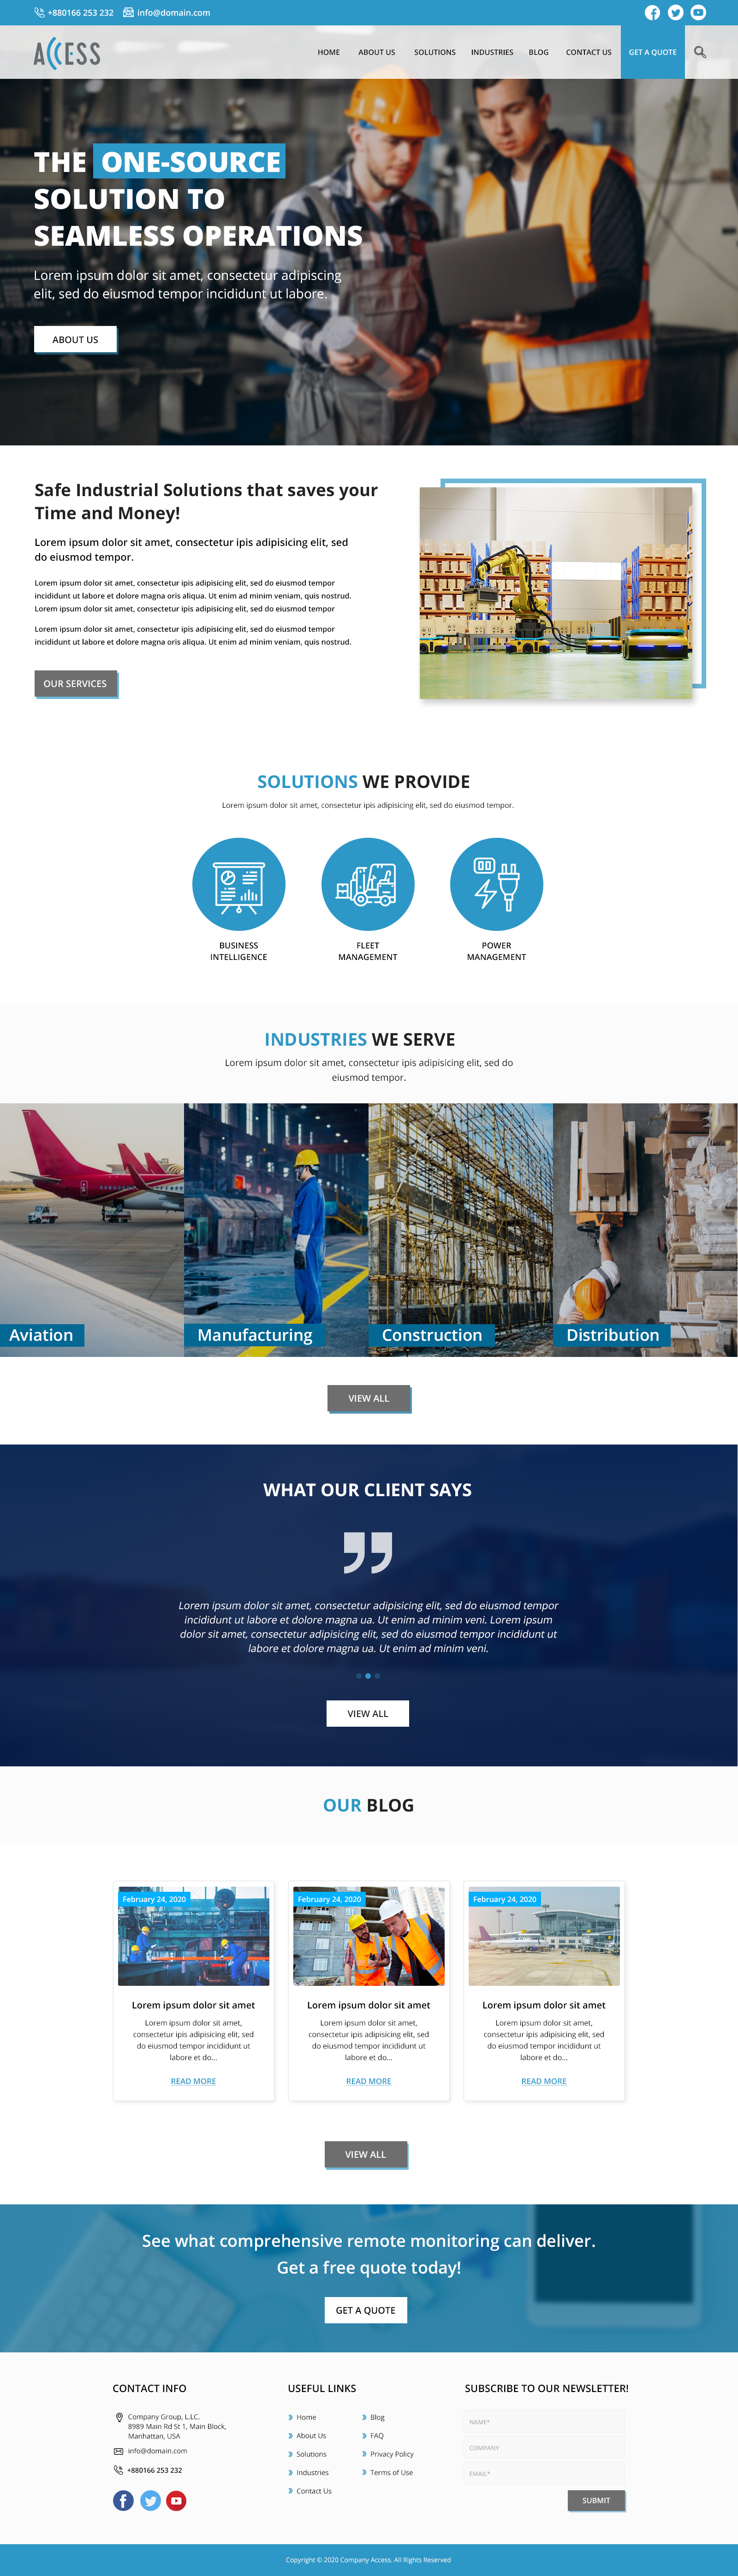 +880166 253 232 info@domain.com
ACCESS
HOME ABOUT US SOLUTIONS INDUSTRIES BLOG CONTACT US GET A QUOTE
THE ONE-SOURCE
SOLUTION TO
SEAMLESS OPERATIONS
Lorem ipsum dolor sit amet, consectetur adipiscing
elit, sed do eiusmod tempor incididunt ut labore.
ABOUT US
Safe Industrial Solutions that saves your
Time and Money!
Lorem ipsum dolor sit amet, consectetur ipis adipisicing elit, sed
do eiusmod tempor.
Lorem ipsum dolor sit amet, consectetur ipis adipisicing elit, sed do eiusmod tempor
incididunt ut labore et dolore magna oris aliqua. Ut enim ad minim veniam, quis nostrud.
Lorem ipsum dolor sit amet, consectetur ipis adipisicing elit, sed do eiusmod tempor
Lorem ipsum dolor sit amet, consectetur ipis adipisicing elit, sed do eiusmod tempor
incididunt ut labore et dolore magna oris aliqua. Ut enim ad minim veniam, quis nostrud.
OUR SERVICES
SOLUTIONS WE PROVIDE
Lorem ipsum dolor sit amet, consectetur ipis adipisicing elit, sed do eiusmod tempor.
BUSINESS
INTELLIGENCE
FLEET
MANAGEMENT
POWER
MANAGEMENT
INDUSTRIES WE SERVE
Lorem ipsum dolor sit amet, consectetur ipis adipisicing elit, sed do
eiusmod tempor.
Aviation
Manufacturing
Construction
Distribution
VIEW ALL
WHAT OUR CLIENT SAYS
Lorem ipsum dolor sit amet, consectetur adipisicing elit, sed do eiusmod tempor
incididunt ut labore et dolore magna ua. Ut enim ad minim veni. Lorem ipsum
dolor sit amet, consectetur adipisicing elit, sed do eiusmod tempor incididunt ut
labore et dolore magna ua. Ut enim ad minim veni.
VIEW ALL
OUR BLOG
February 24, 2020
Lorem ipsum dolor sit amet
Lorem ipsum dolor sit amet,
consectetur ipis adipisicing elit, sed
do eiusmod tempor incididunt ut
labore et do...
READ MORE
February 24, 2020
Lorem ipsum dolor sit amet
Lorem ipsum dolor sit amet,
consectetur ipis adipisicing elit, sed
do eiusmod tempor incididunt ut
labore et do...
READ MORE
February 24, 2020
Lorem ipsum dolor sit amet
Lorem ipsum dolor sit amet,
consectetur ipis adipisicing elit, sed
do eiusmod tempor incididunt ut
labore et do...
READ MORE
VIEW ALL
See what comprehensive remote monitoring can deliver.
Get a free quote today!
GET A QUOTE
CONTACT INFO
Company Group, L.LC.
8989 Main Rd St 1, Main Block,
Manhattan, USA
info@domain.com
+880166 253 232
USEFUL LINKS
Home
About Us
Solutions
Industries
Contact Us
Blog
FAQ
Privacy Policy
Terms of Use
SUBSCRIBE TO OUR NEWSLETTER!
NAME*
COMPANY
EMAIL*
SUBMIT
Copyright © 2020 Company Access. All Rights Reserved